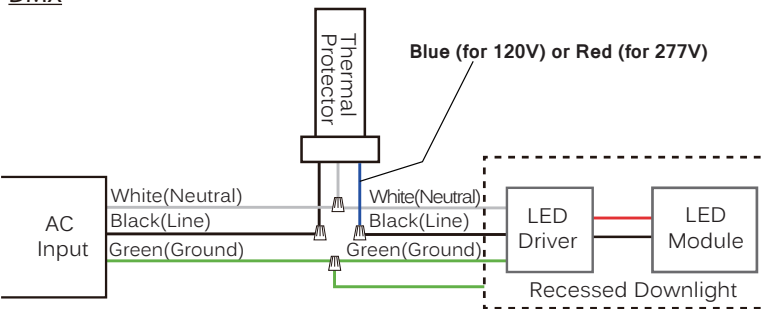 DMX
Thermal
Protector
Blue (for 120V) or Red (for 277V)
AC
Input
White(Neutral)
Black(Line)
Green(Ground)
White(Neutral)
Black(Line)
Green(Ground)
LED
Driver
LED
Module
Recessed Downlight